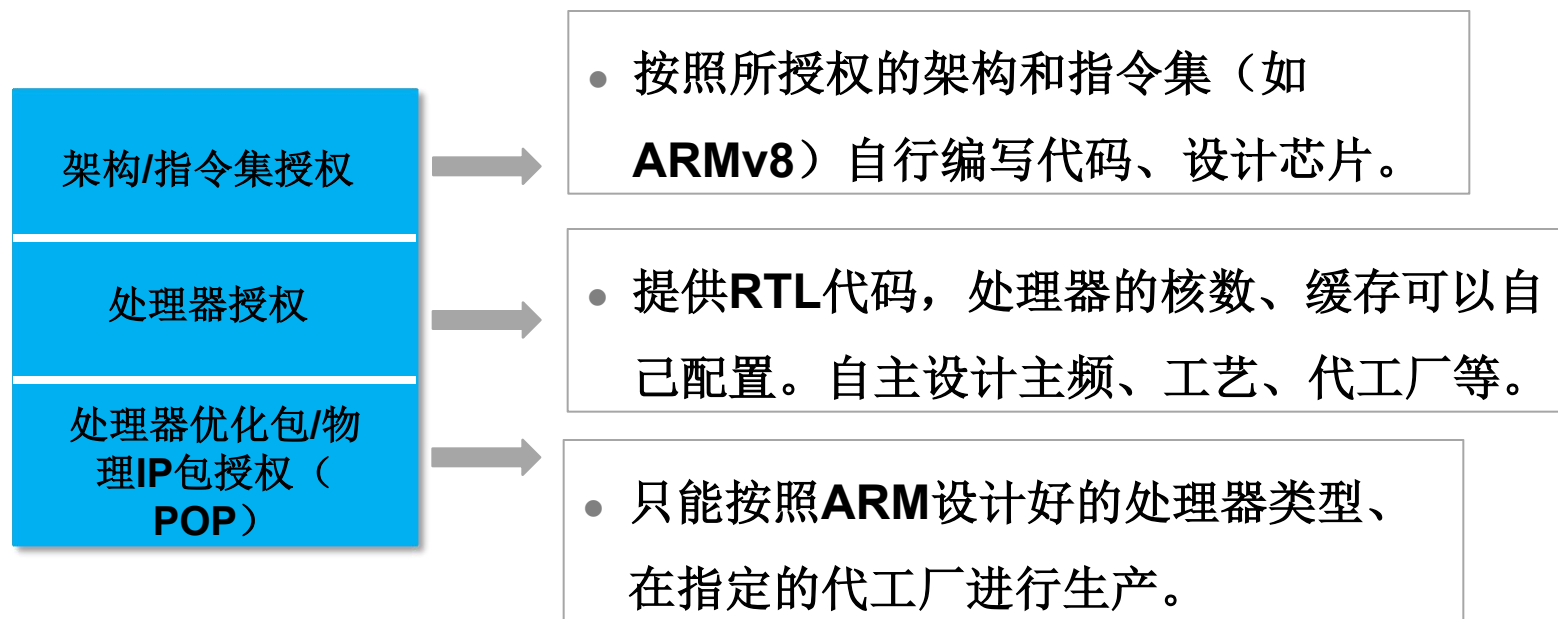 架构/指令集授权
● 按照所授权的架构和指令集（如
ARMv8）自行编写代码、设计芯片。
处理器授权
● 提供RTL代码，处理器的核数、缓存可以自
己配置。自主设计主频、工艺、代工厂等。
处理器优化包/物
理IP包授权（
POP）
● 只能按照ARM设计好的处理器类型、
在指定的代工厂进行生产。